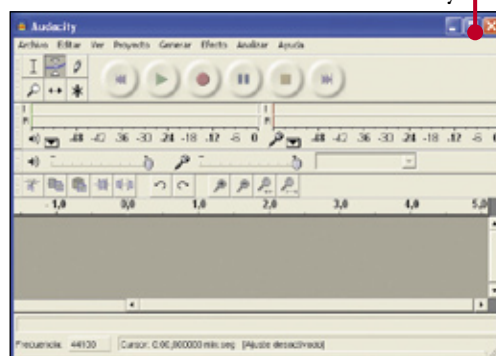 Audacity
Archivo Editar Ver Proyecto Generar Efecto Analizar Ayuda
-48 -42 -36 -30 -24 -18 -12 -6 0 -48 -42 -36 -30 -24 -18 -12 -6 0
- 1,0 0,0 1,0 2,0 3,0 4,0 5,0
Frecuencia: 44100 Cursor: 0:00,000000 min:seg [Ajuste desactivado]